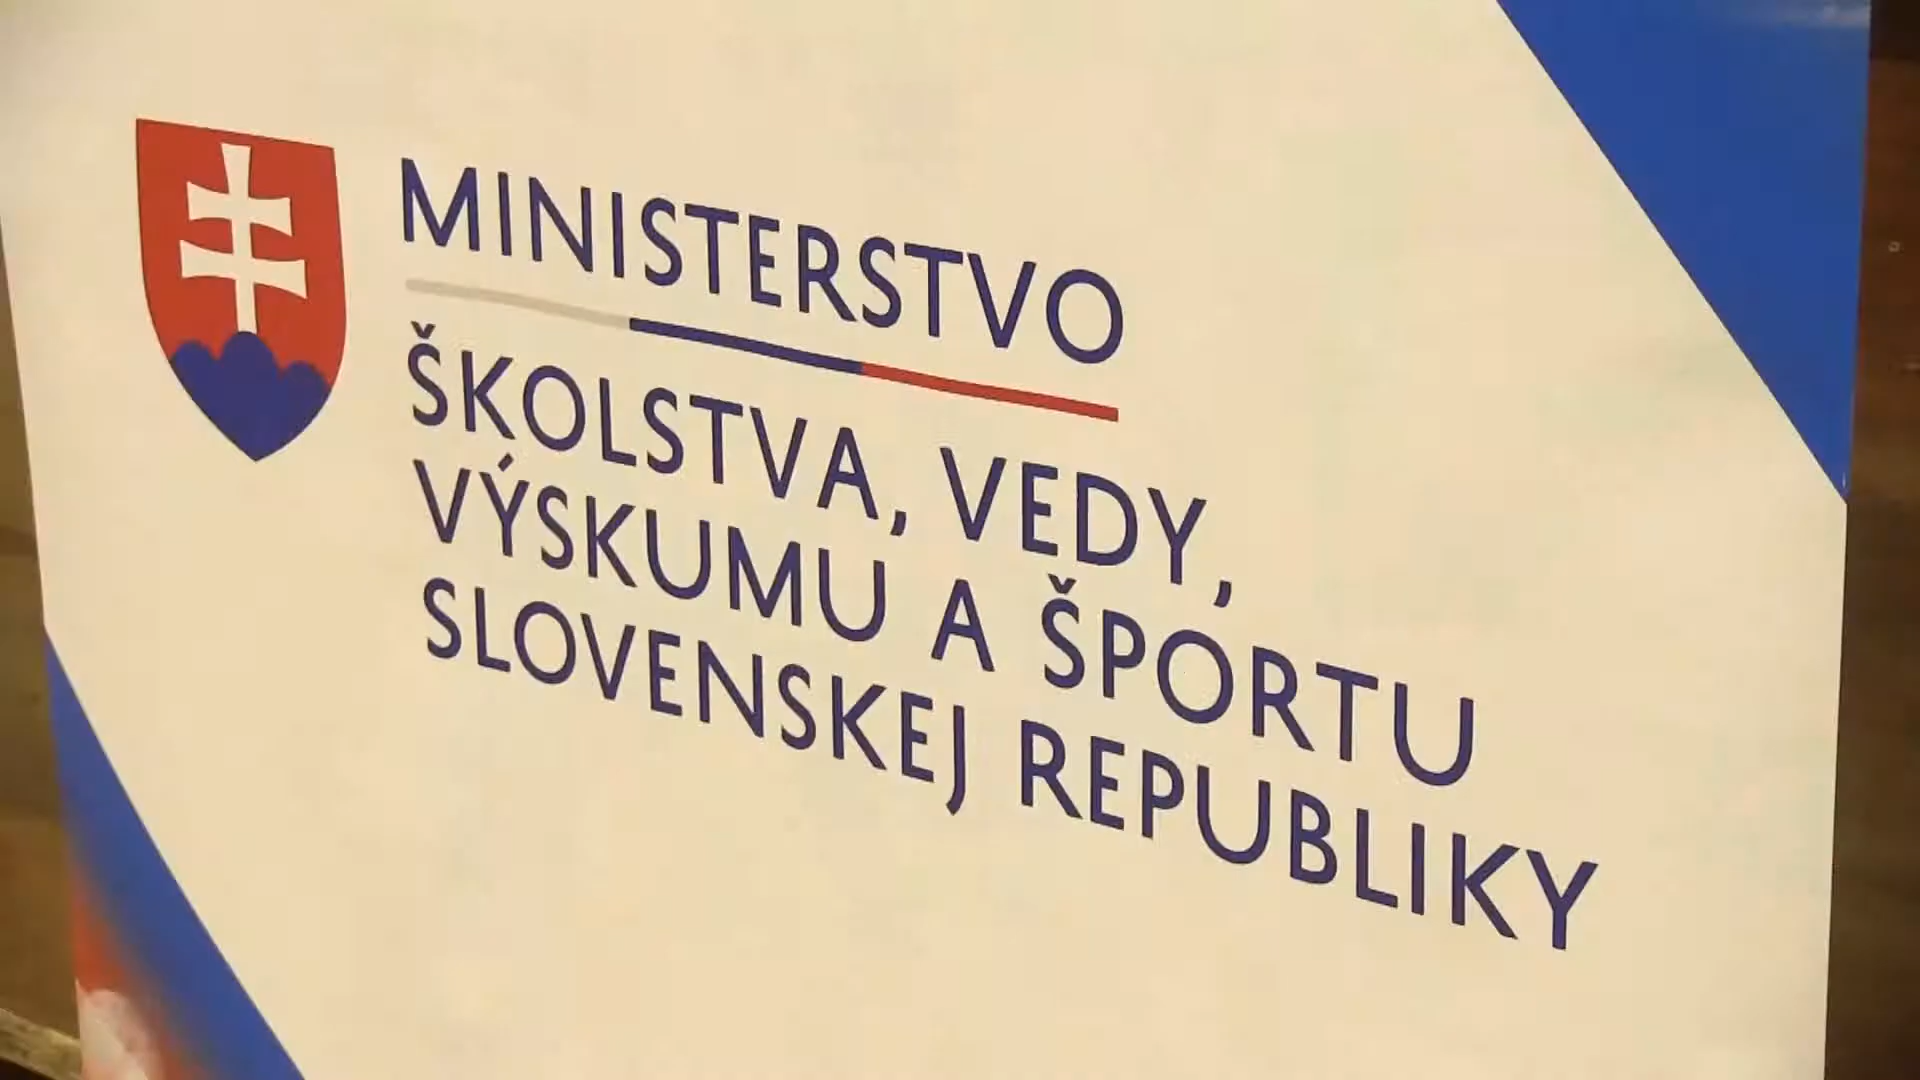 MINISTERSTVO
ŠKOLSTVA, VEDY,
VÝSKUMU A ŠPORTU
SLOVENSKEJ REPUBLIKY